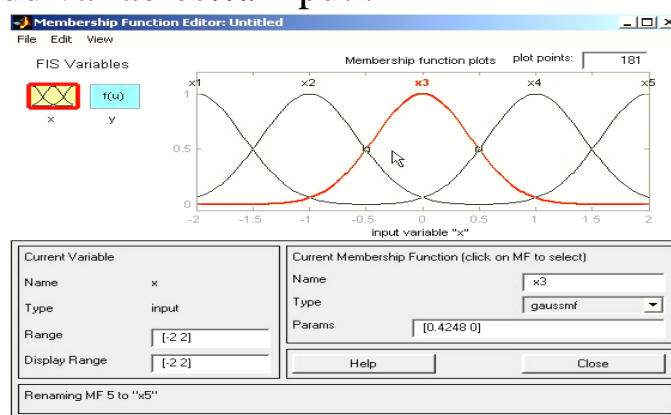 Membership Function Editor: Untitled
File Edit View
FIS Variables
f(u)
x y
Membership function plots plot points: 181
x1 x2 x3 x4 x5
1
0.5
0
-2 -1.5 -1 -0.5 0 0.5 1 1.5 2
input variable "x"
Current Variable
Name x
Type input
Range [-2 2]
Display Range [-2 2]
Current Membership Function (click on MF to select)
Name x3
Type gaussmf
Params [0.4248 0]
Help Close
Renaming MF 5 to "x5"